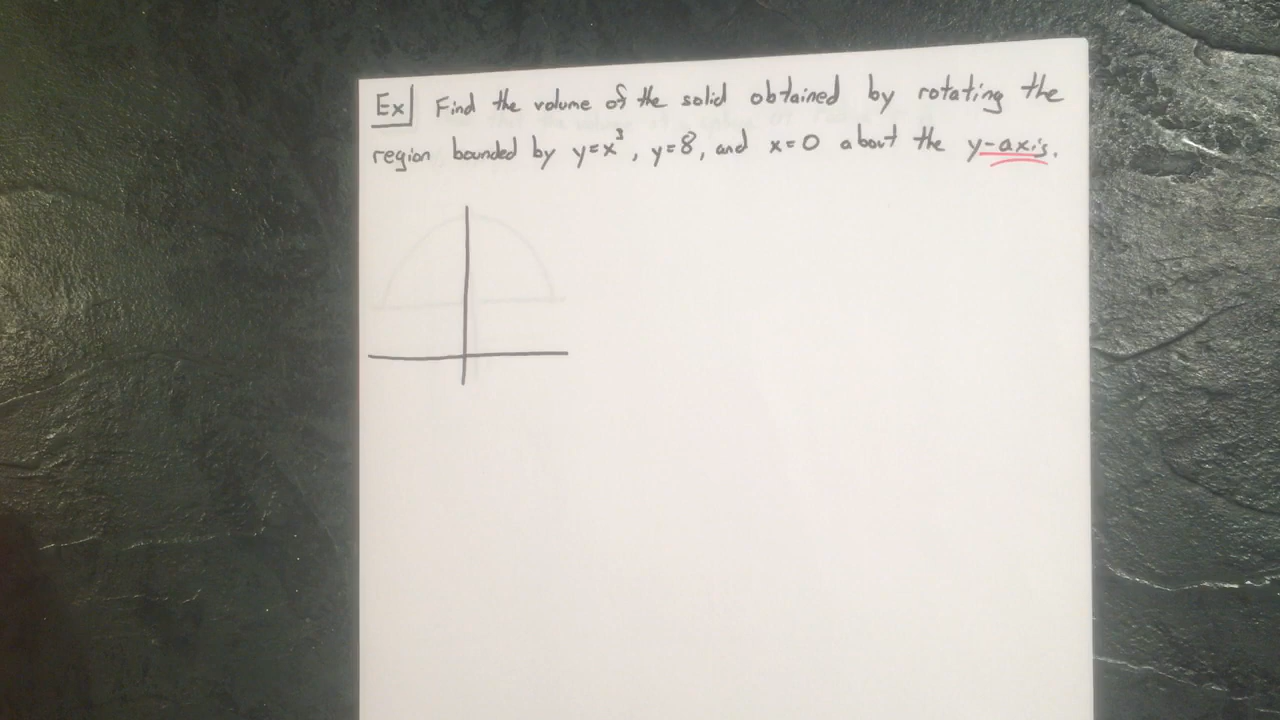 Ex Find the volume of the solid obtained by rotating the
region bounded by y=x³, y=8, and x=0 about the y-axis.